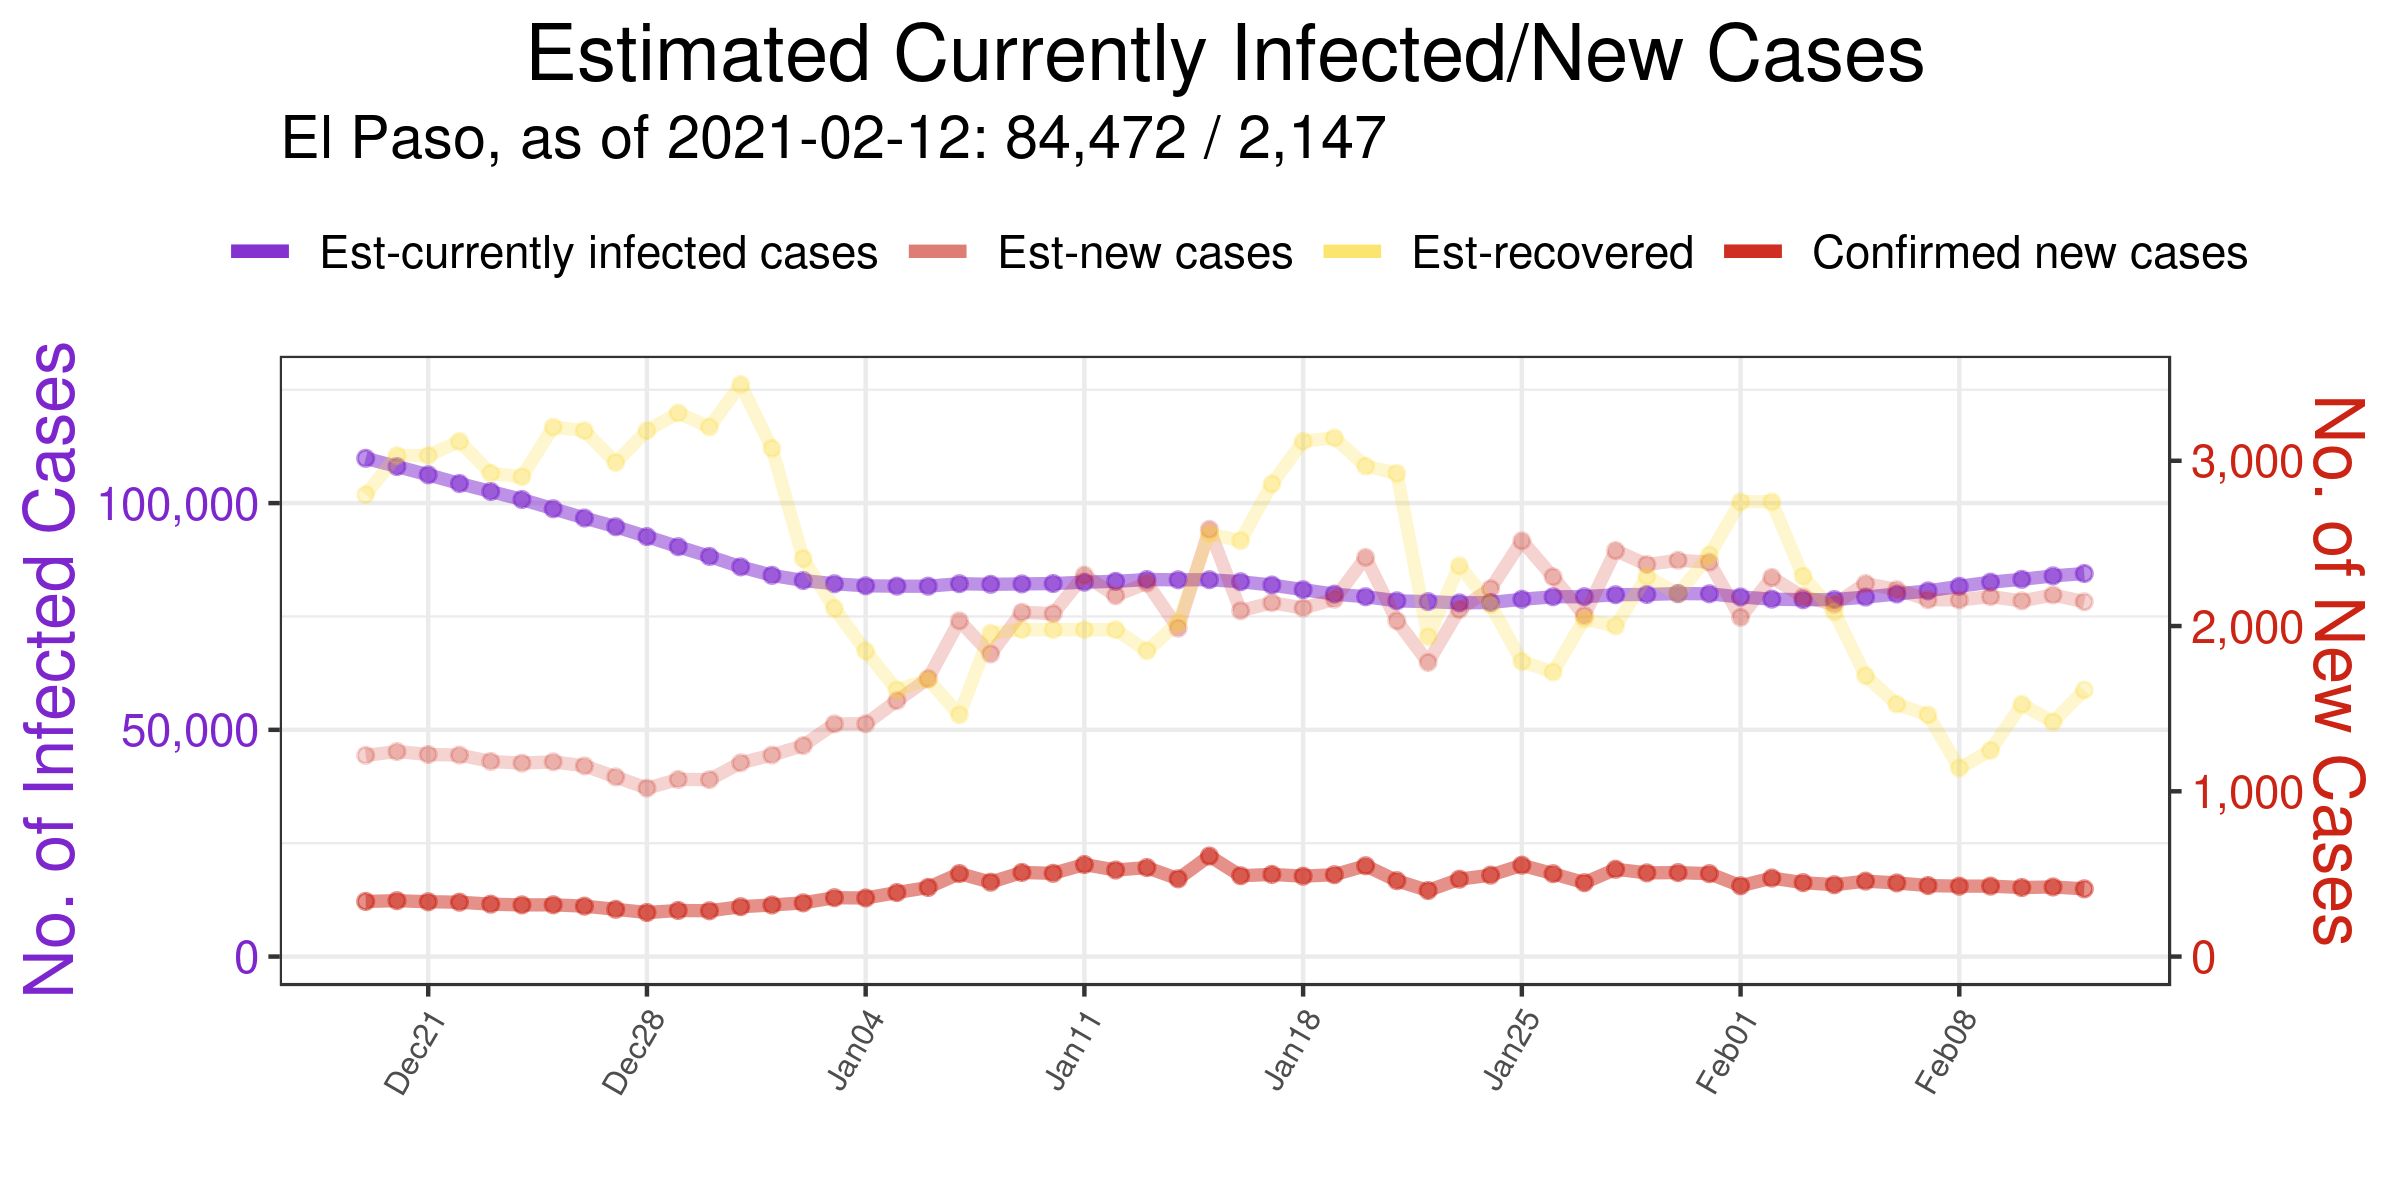 Estimated Currently Infected/New Cases
El Paso, as of 2021-02-12: 84,472 / 2,147
Est-currently infected cases Est-new cases Est-recovered Confirmed new cases
No. of Infected Cases
100,000
50,000
0
3,000
2,000
1,000
0
No. of New Cases
Dec21 Dec28 Jan04 Jan11 Jan18 Jan25 Feb01 Feb08